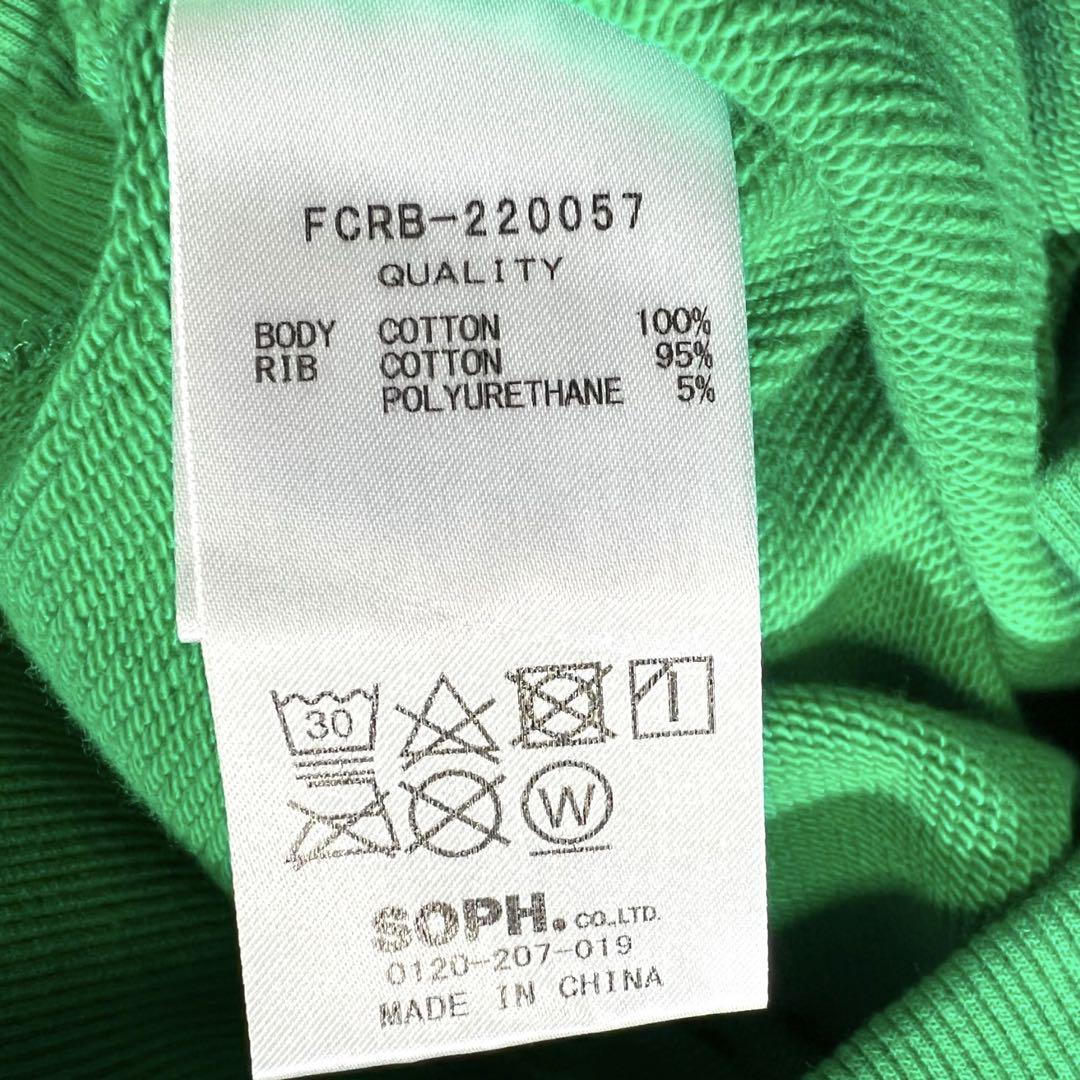 FCRB-220057
QUALITY
BODY COTTON 100%
RIB COTTON 95%
POLYURETHANE 5%
30
W
SOPH. CO.,LTD.
0120-207-019
MADE IN CHINA